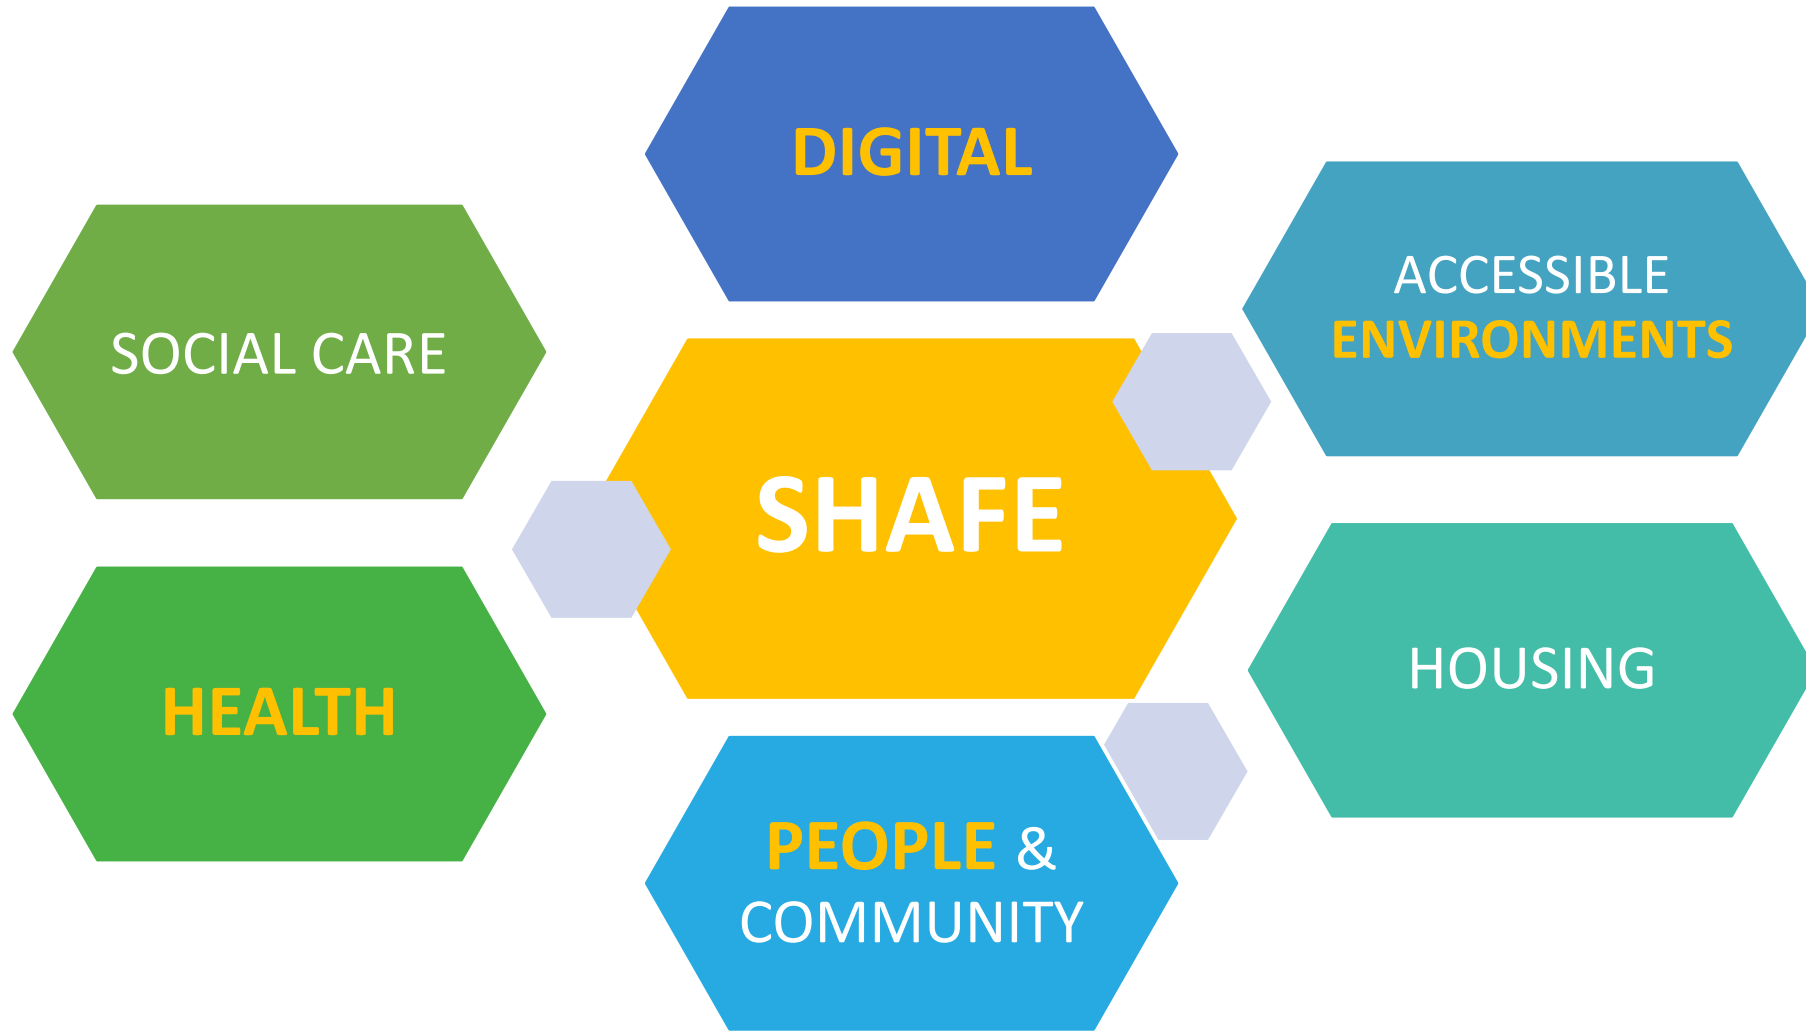 DIGITAL
SOCIAL CARE
ACCESSIBLE
ENVIRONMENTS
SHAFE
HEALTH
HOUSING
PEOPLE &
COMMUNITY